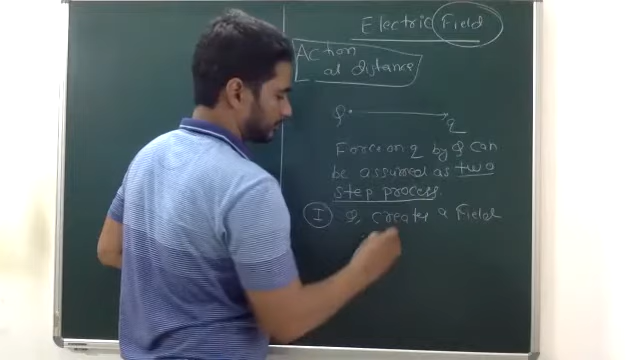 Electric Field
Action
at distance
Q q
Force on q by Q can
be assumed as two
step process.
I Q creates a Field